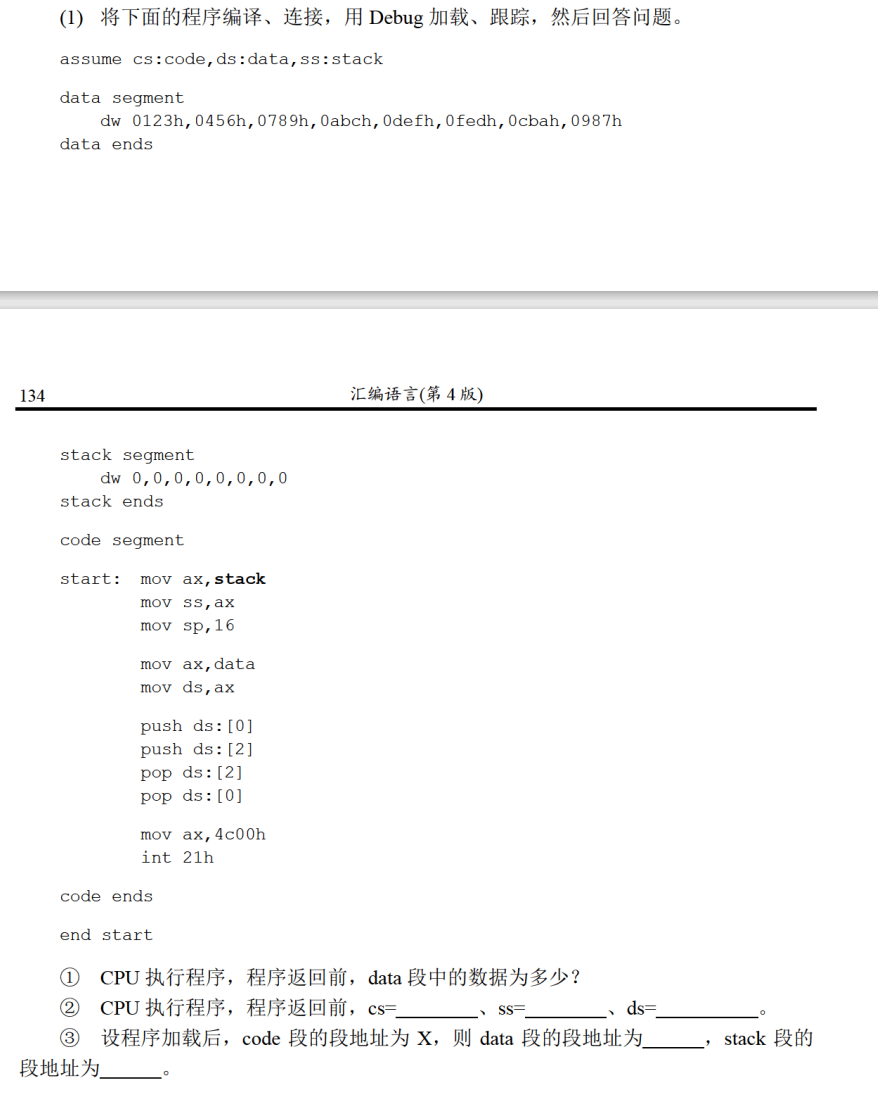 (1) 将下面的程序编译、连接，用 Debug 加载、跟踪，然后回答问题。
assume cs:code,ds:data,ss:stack
data segment
dw 0123h,0456h,0789h,0abch,0defh,0fedh,0cbah,0987h
data ends
134 汇编语言(第 4 版)
stack segment
dw 0,0,0,0,0,0,0,0
stack ends
code segment
start: mov ax,stack
mov ss,ax
mov sp,16
mov ax,data
mov ds,ax
push ds:[0]
push ds:[2]
pop ds:[2]
pop ds:[0]
mov ax,4c00h
int 21h
code ends
end start
① CPU 执行程序，程序返回前，data 段中的数据为多少？
② CPU 执行程序，程序返回前，cs=________、ss=________、ds=__________。
③ 设程序加载后，code 段的段地址为 X，则 data 段的段地址为______，stack 段的
段地址为______。